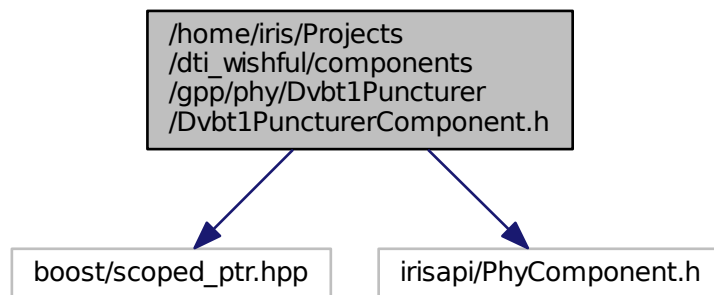 /home/iris/Projects
/dti_wishful/components
/gpp/phy/Dvbt1Puncturer
/Dvbt1PuncturerComponent.h
boost/scoped_ptr.hpp
irisapi/PhyComponent.h